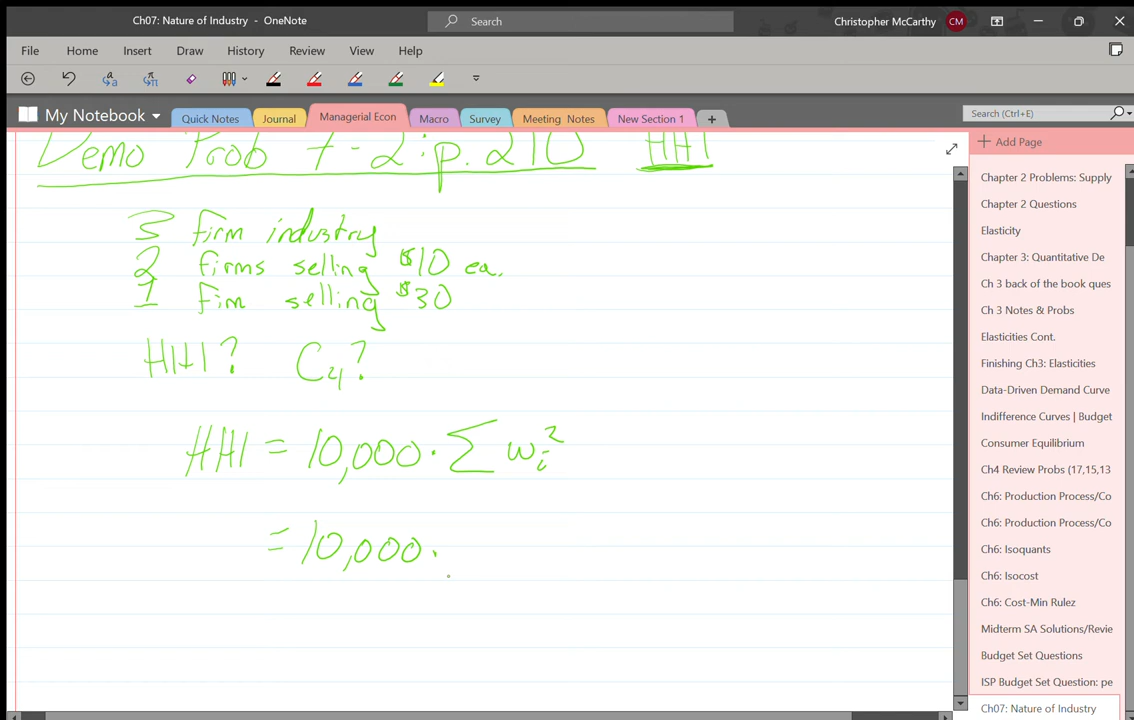 Ch07: Nature of Industry - OneNote
Search
Christopher McCarthy
CM
File Home Insert Draw History Review View Help
My Notebook
Quick Notes
Journal
Managerial Econ
Macro
Survey
Meeting Notes
New Section 1
Search (Ctrl+E)
Demo Prob 7-2: p. 210 HHI
3 firm industry
2 firms selling $10 ea.
1 firm selling $30
HHI? C4?
HHI = 10,000 · Σ wi²
= 10,000 ·
Add Page
Chapter 2 Problems: Supply
Chapter 2 Questions
Elasticity
Chapter 3: Quantitative De
Ch 3 back of the book ques
Ch 3 Notes & Probs
Elasticities Cont.
Finishing Ch3: Elasticities
Data-Driven Demand Curve
Indifference Curves | Budget
Consumer Equilibrium
Ch4 Review Probs (17,15,13
Ch6: Production Process/Co
Ch6: Production Process/Co
Ch6: Isoquants
Ch6: Isocost
Ch6: Cost-Min Rulez
Midterm SA Solutions/Revie
Budget Set Questions
ISP Budget Set Question: pe
Ch07: Nature of Industry